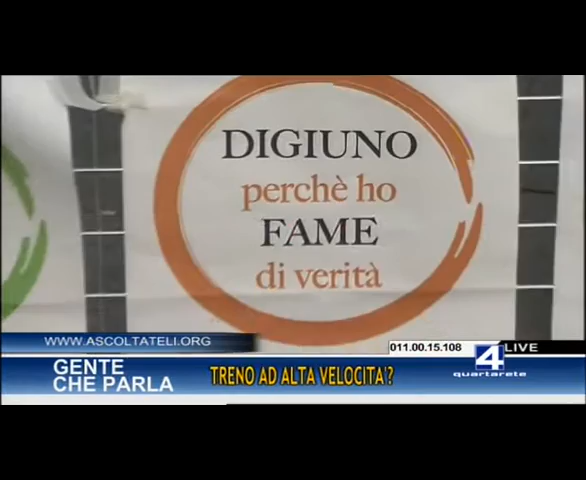 DIGIUNO
perchè ho
FAME
di verità
WWW.ASCOLTATELI.ORG
011.00.15.108
4
LIVE
quartarete
GENTE
CHE PARLA
TRENO AD ALTA VELOCITA'?